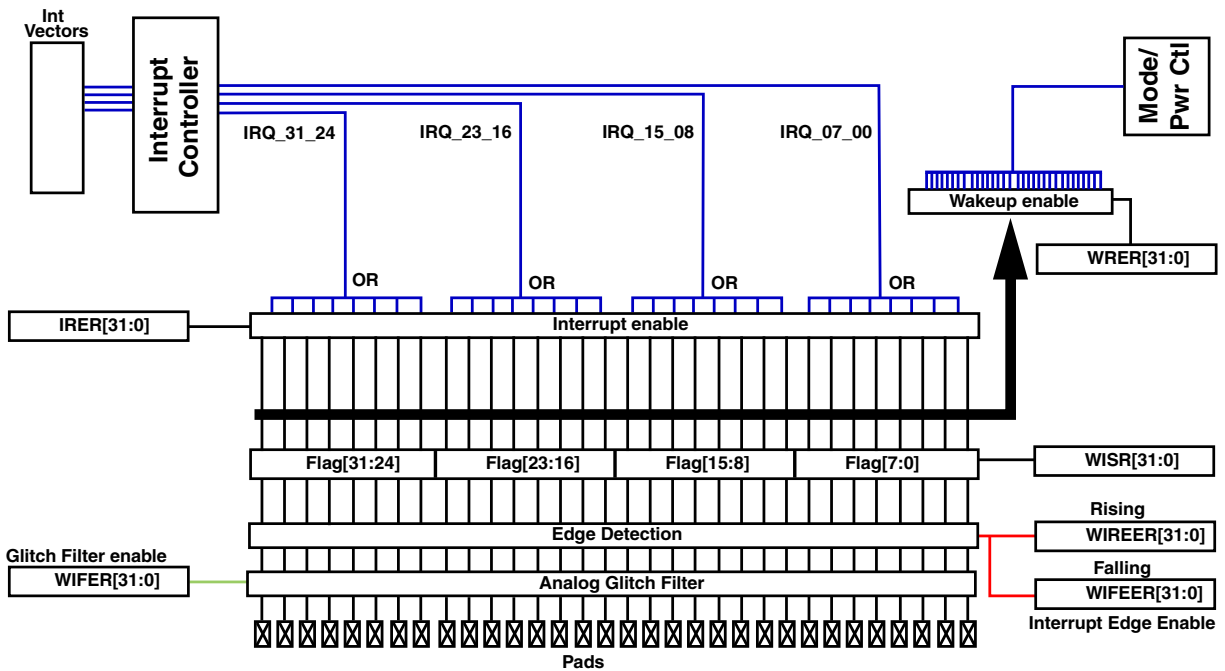 Int
Vectors
Interrupt
Controller
Mode/
Pwr Ctl
IRQ_31_24
IRQ_23_16
IRQ_15_08
IRQ_07_00
Wakeup enable
WRER[31:0]
OR
OR
OR
OR
IRER[31:0]
Interrupt enable
Flag[31:24]
Flag[23:16]
Flag[15:8]
Flag[7:0]
WISR[31:0]
Rising
Edge Detection
WIREER[31:0]
Glitch Filter enable
Falling
WIFER[31:0]
Analog Glitch Filter
WIFEER[31:0]
Interrupt Edge Enable
Pads